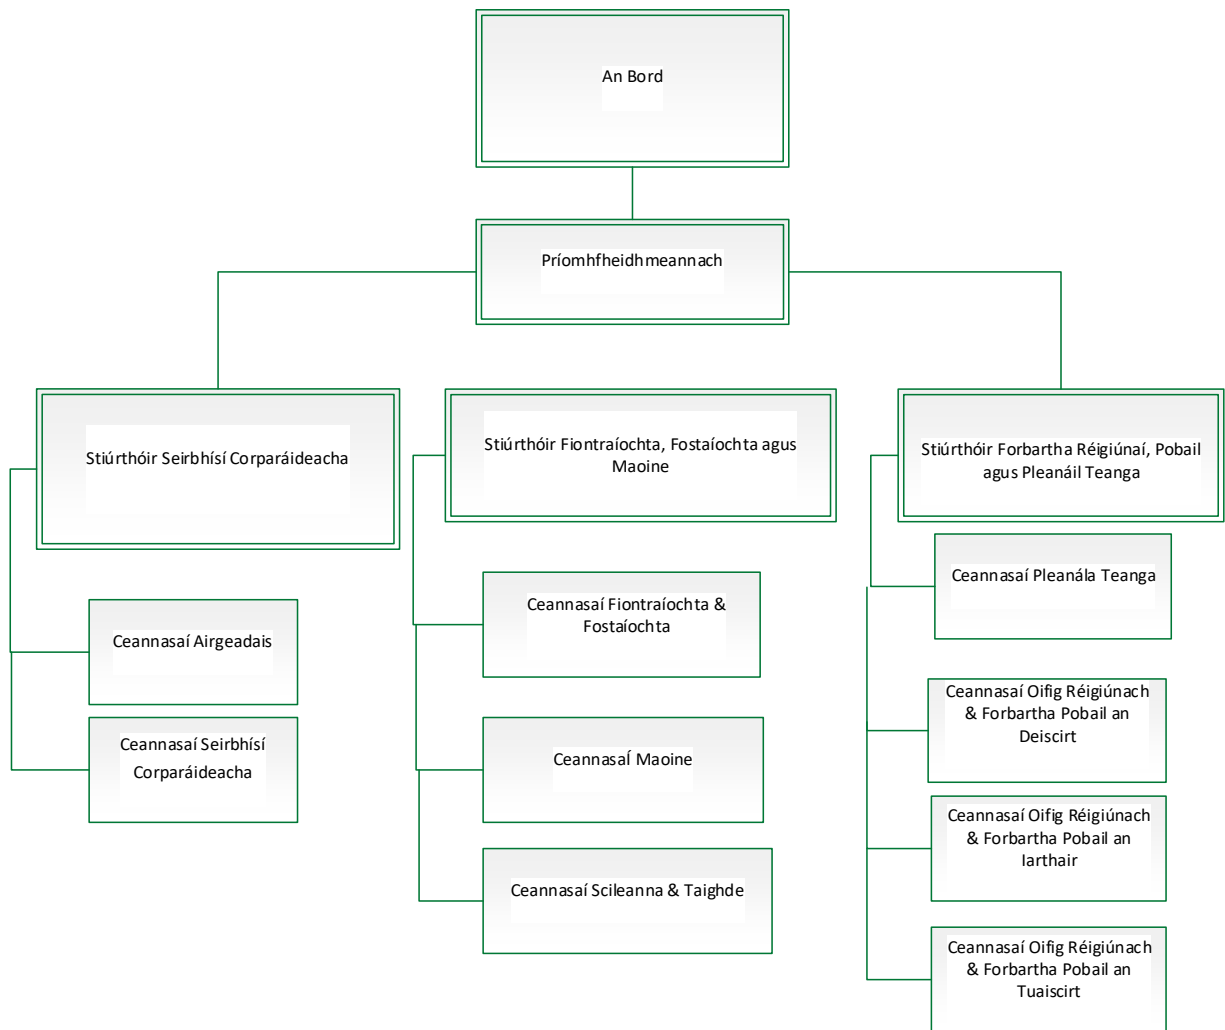 An Bord
Príomhfheidhmeannach
Stiúrthóir Seirbhísí Corparáideacha
Stiúrthóir Fiontraíochta, Fostaíochta agus
Maoine
Stiúrthóir Forbartha Réigiúnaí, Pobail
agus Pleanáil Teanga
Ceannasaí Airgeadais
Ceannasaí Seirbhísí
Corparáideacha
Ceannasaí Fiontraíochta &
Fostaíochta
CeannasaÍ Maoine
Ceannasaí Scileanna & Taighde
Ceannasaí Pleanála Teanga
Ceannasaí Oifig Réigiúnach
& Forbartha Pobail an
Deiscirt
Ceannasaí Oifig Réigiúnach
& Forbartha Pobail an
Iarthair
Ceannasaí Oifig Réigiúnach
& Forbartha Pobail an
Tuaiscirt